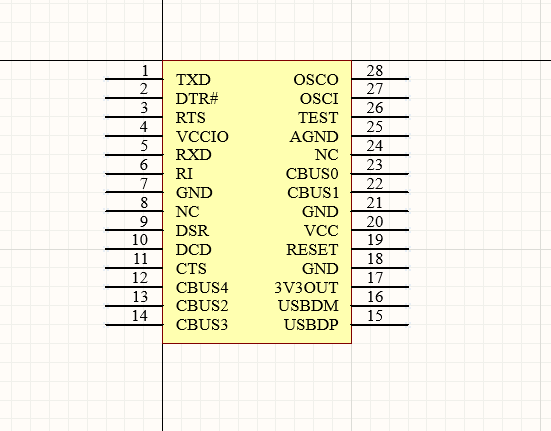 1 TXD OSCO 28
2 DTR# OSCI 27
3 RTS TEST 26
4 VCCIO AGND 25
5 RXD NC 24
6 RI CBUS0 23
7 GND CBUS1 22
8 NC GND 21
9 DSR VCC 20
10 DCD RESET 19
11 CTS GND 18
12 CBUS4 3V3OUT 17
13 CBUS2 USBDM 16
14 CBUS3 USBDP 15